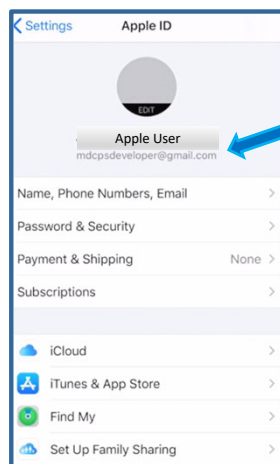 Settings Apple ID
EDIT
Apple User
mdcpsdeveloper@gmail.com
Name, Phone Numbers, Email
Password & Security
Payment & Shipping None
Subscriptions
iCloud
iTunes & App Store
Find My
Set Up Family Sharing